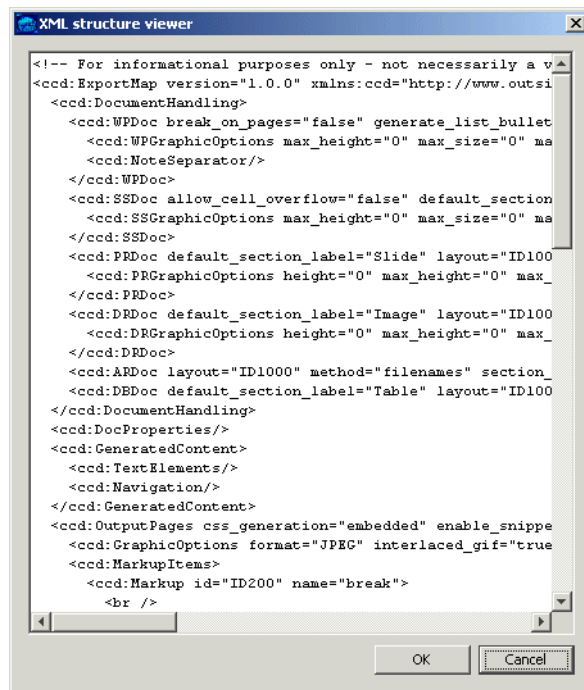 XML structure viewer
<!-- For informational purposes only - not necessarily a v
<ccd:ExportMap version="1.0.0" xmlns:ccd="http://www.outsi
<ccd:DocumentHandling>
<ccd:WPDoc break_on_pages="false" generate_list_bullet
<ccd:WPGraphicOptions max_height="0" max_size="0" ma
<ccd:NoteSeparator/>
</ccd:WPDoc>
<ccd:SSDoc allow_cell_overflow="false" default_section
<ccd:SSGraphicOptions max_height="0" max_size="0" ma
</ccd:SSDoc>
<ccd:PRDoc default_section_label="Slide" layout="ID100
<ccd:PRGraphicOptions height="0" max_height="0" max_
</ccd:PRDoc>
<ccd:DRDoc default_section_label="Image" layout="ID100
<ccd:DRGraphicOptions height="0" max_height="0" max_
</ccd:DRDoc>
<ccd:ARDoc layout="ID1000" method="filenames" section_
<ccd:DBDoc default_section_label="Table" layout="ID100
</ccd:DocumentHandling>
<ccd:DocProperties/>
<ccd:GeneratedContent>
<ccd:TextElements/>
<ccd:Navigation/>
</ccd:GeneratedContent>
<ccd:OutputPages css_generation="embedded" enable_snippe
<ccd:GraphicOptions format="JPEG" interlaced_gif="true
<ccd:MarkupItems>
<ccd:Markup id="ID200" name="break">
<br />
OK Cancel